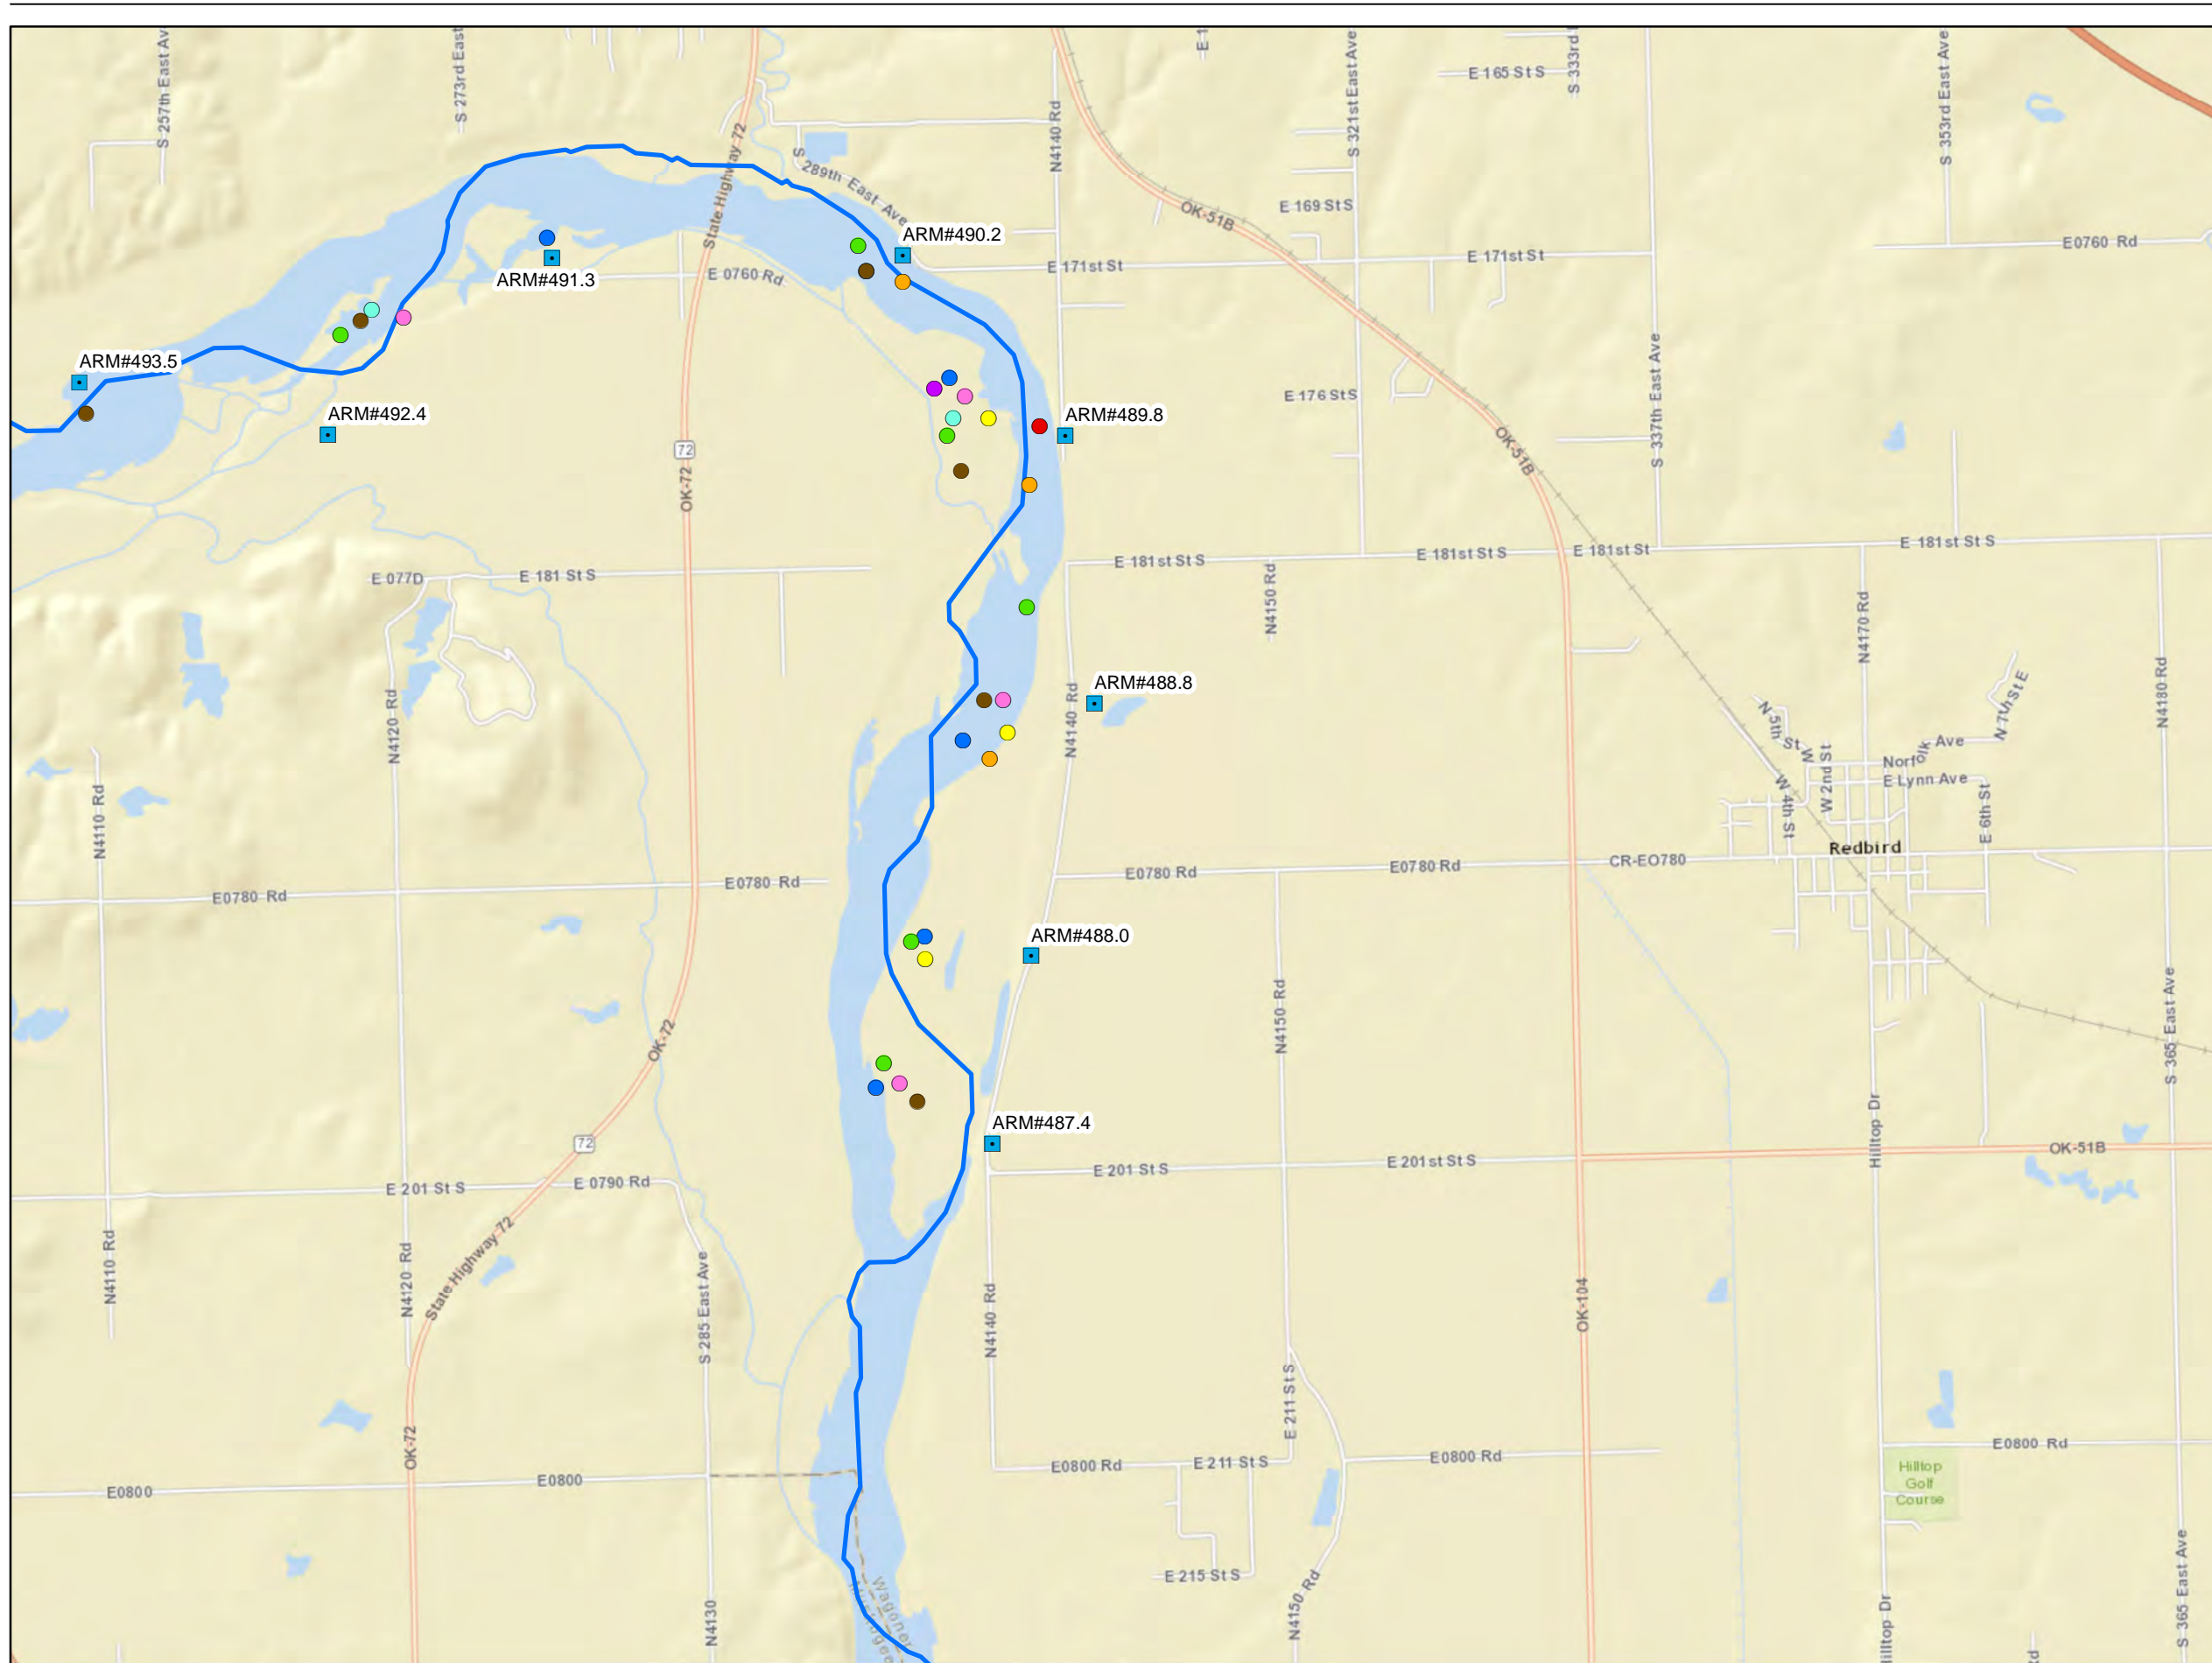 S 257th East Av
S 273rd East
E 1
S 321st East Ave
E 165 St S
S 333rd
S 353rd East Ave
State Highway 72
S 289th East Ave
N4140 Rd
OK-51B
E 169 St S
ARM#490.2
E 171st St
E 171st St
E0760 Rd
ARM#491.3
E 0760 Rd
ARM#493.5
ARM#492.4
72
OK-72
ARM#489.8
E 176 St S
OK-51B
S 337th East Ave
E 077D
E 181 St S
E 181st St S
E 181st St S
E 181st St
E 181st St S
N4150 Rd
N4170 Rd
N4180 Rd
N4120 Rd
ARM#488.8
N4140 Rd
N 5th St W
W 2nd St
W 4th St
Norfolk Ave
E Lynn Ave
N 7th St E
E 6th St
N4110 Rd
Redbird
E0780 Rd
E0780 Rd
E0780 Rd
E0780 Rd
CR-EO780
ARM#488.0
N4150 Rd
S 365 East Ave
OK-72
ARM#487.4
72
E 201 St S
E 0790 Rd
E 201 St S
E 201st St S
OK-51B
Hilltop Dr
N4110 Rd
N4120 Rd
State Highway 72
S 285 East Ave
N4140 Rd
OK-104
E 211 St S
OK-72
E0800
E0800
E0800 Rd
E 211 St S
E0800 Rd
E0800 Rd
Hilltop
Golf
Course
E 215 St S
N4130
N4150 Rd
Wagoner
Hilltop Dr
S 365 East Ave
Rd